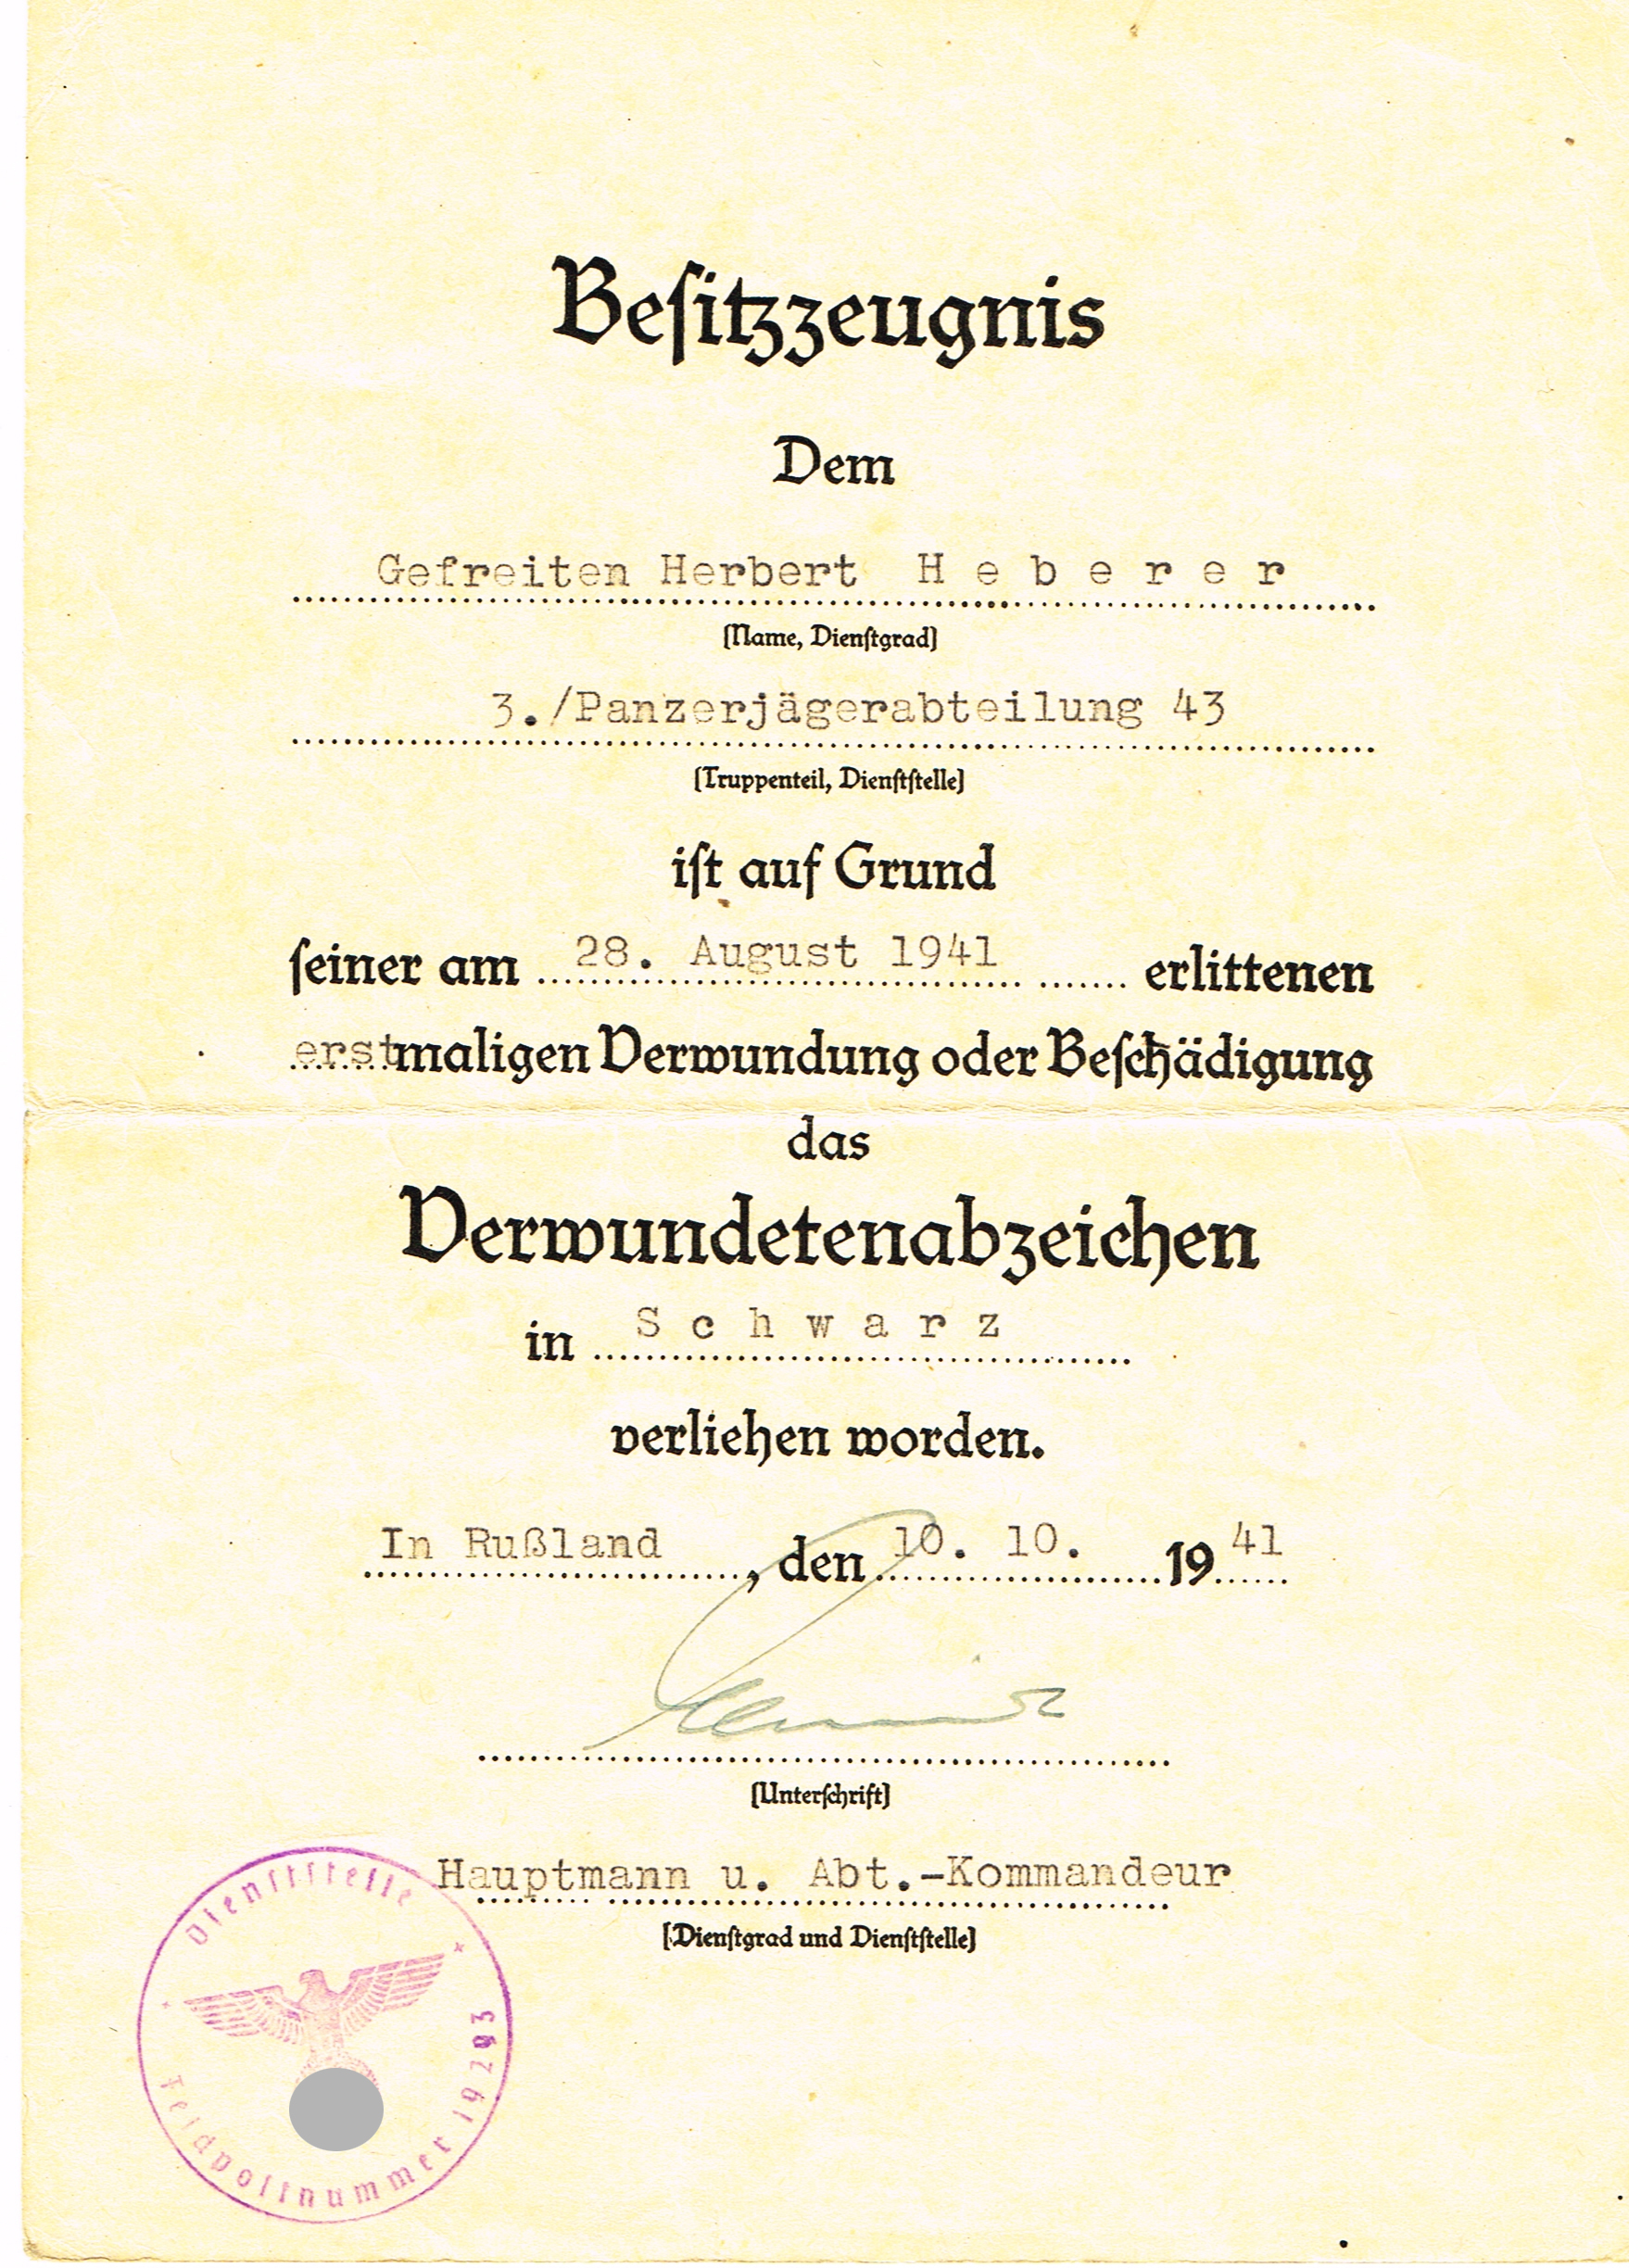 Besitzzeugnis
Dem
Gefreiten Herbert H e b e r e r
(Name, Dienstgrad)
3./Panzerjägerabteilung 43
(Truppenteil, Dienststelle)
ist auf Grund
seiner am 28. August 1941 erlittenen
erstmaligen Verwundung oder Beschädigung
das
Verwundetenabzeichen
in S c h w a r z
verliehen worden.
In Rußland, den 10. 10. 1941
(Unterschrift)
Hauptmann u. Abt.-Kommandeur
(Dienstgrad und Dienststelle)
Dienststelle
Feldpostnummer 19293